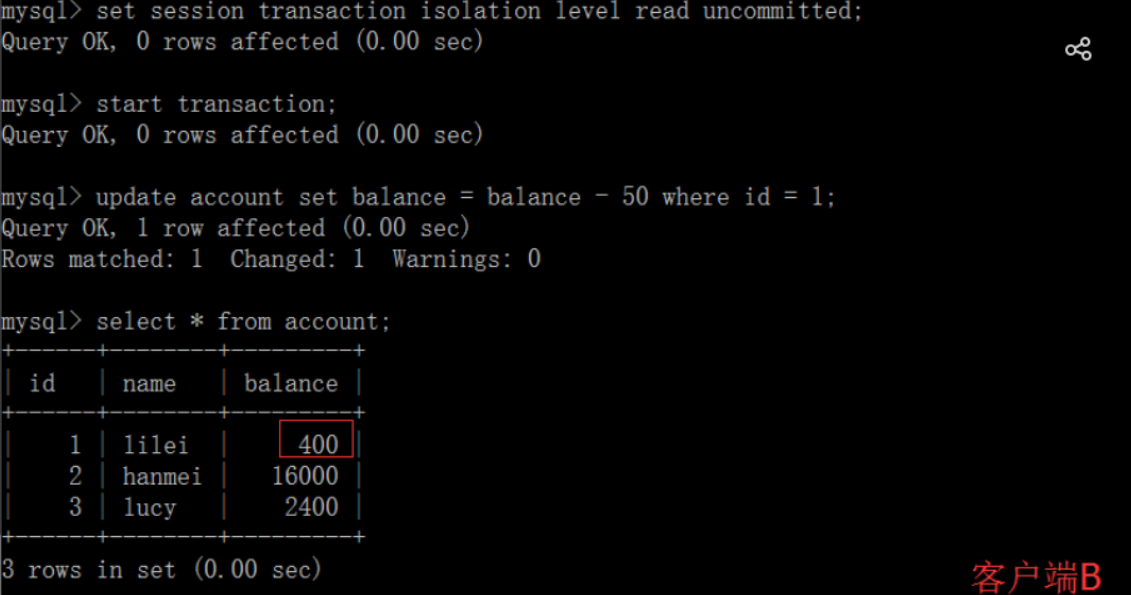 mysql> set session transaction isolation level read uncommitted;
Query OK, 0 rows affected (0.00 sec)
mysql> start transaction;
Query OK, 0 rows affected (0.00 sec)
mysql> update account set balance = balance - 50 where id = 1;
Query OK, 1 row affected (0.00 sec)
Rows matched: 1  Changed: 1  Warnings: 0
mysql> select * from account;
+------+--------+---------+
| id   | name   | balance |
+------+--------+---------+
|    1 | lilei  |     400 |
|    2 | hanmei |   16000 |
|    3 | lucy   |    2400 |
+------+--------+---------+
3 rows in set (0.00 sec)
客户端B